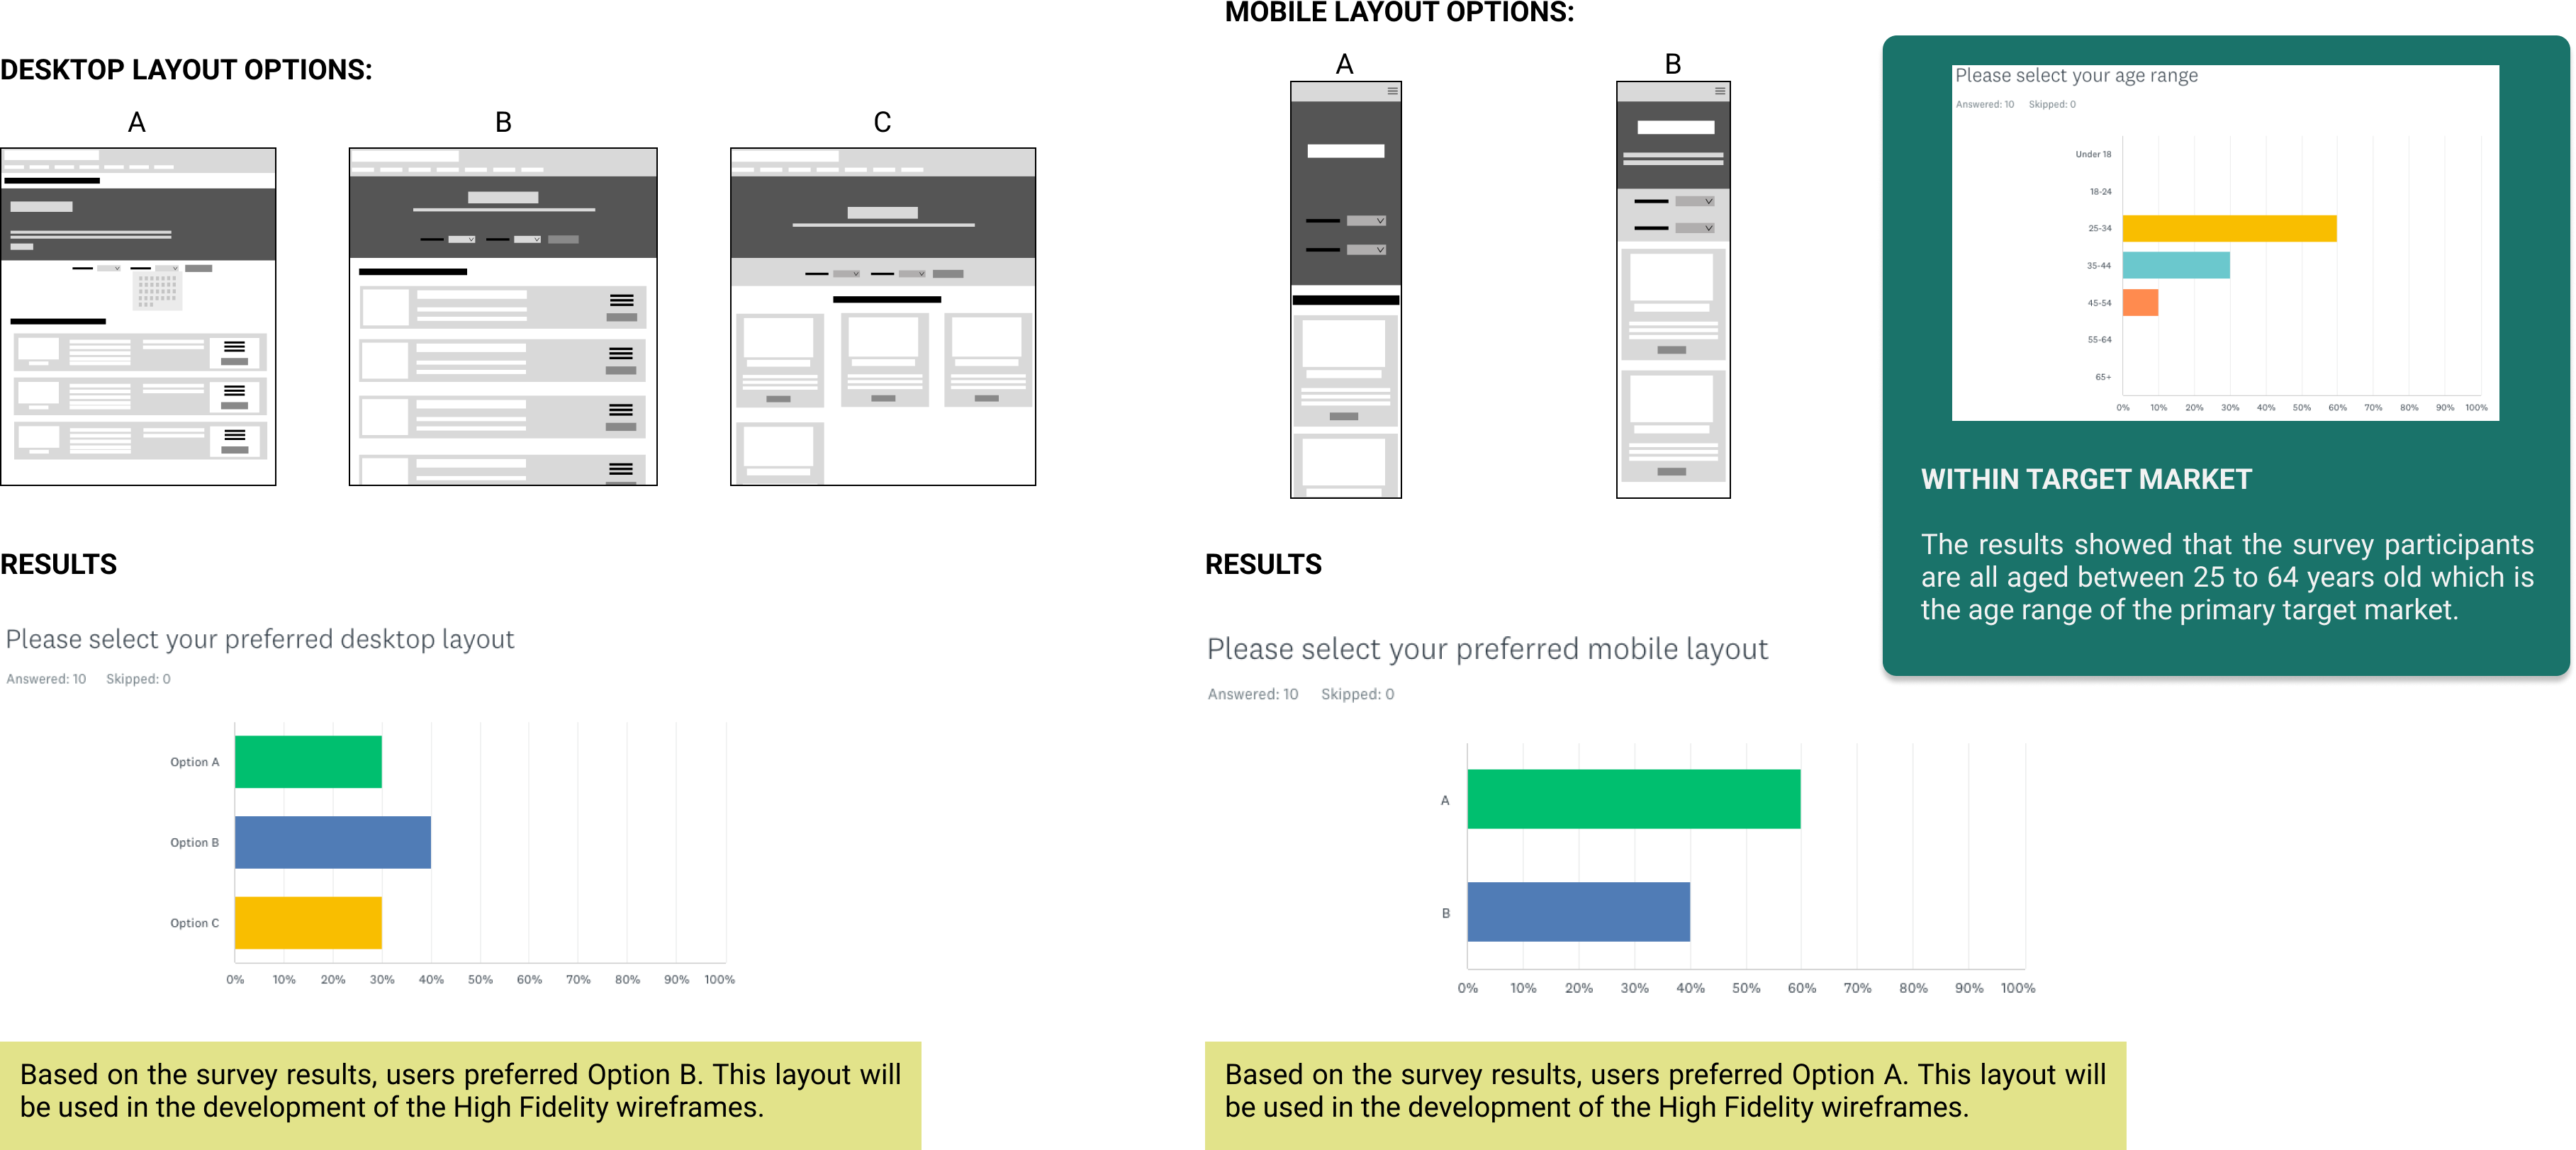 DESKTOP LAYOUT OPTIONS:
A
B
C
RESULTS
Please select your preferred desktop layout
Answered: 10 Skipped: 0
Option A
Option B
Option C
0% 10% 20% 30% 40% 50% 60% 70% 80% 90% 100%
Based on the survey results, users preferred Option B. This layout will
be used in the development of the High Fidelity wireframes.
MOBILE LAYOUT OPTIONS:
A
B
RESULTS
Please select your preferred mobile layout
Answered: 10 Skipped: 0
A
B
0% 10% 20% 30% 40% 50% 60% 70% 80% 90% 100%
Based on the survey results, users preferred Option A. This layout will
be used in the development of the High Fidelity wireframes.
Please select your age range
Answered: 10 Skipped: 0
Under 18
18-24
25-34
35-44
45-54
55-64
65+
0% 10% 20% 30% 40% 50% 60% 70% 80% 90% 100%
WITHIN TARGET MARKET
The results showed that the survey participants
are all aged between 25 to 64 years old which is
the age range of the primary target market.